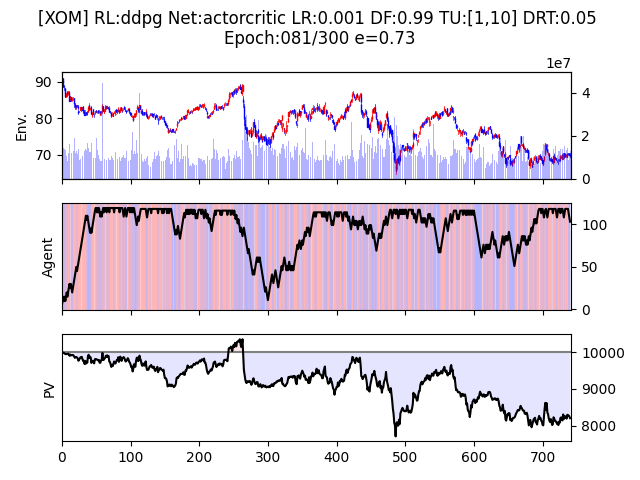 [XOM] RL:ddpg Net:actorcritic LR:0.001 DF:0.99 TU:[1,10] DRT:0.05
Epoch:081/300 e=0.73
1e7
90
80
70
Env.
4
2
0
Agent
100
50
0
PV
10000
9000
8000
0 100 200 300 400 500 600 700